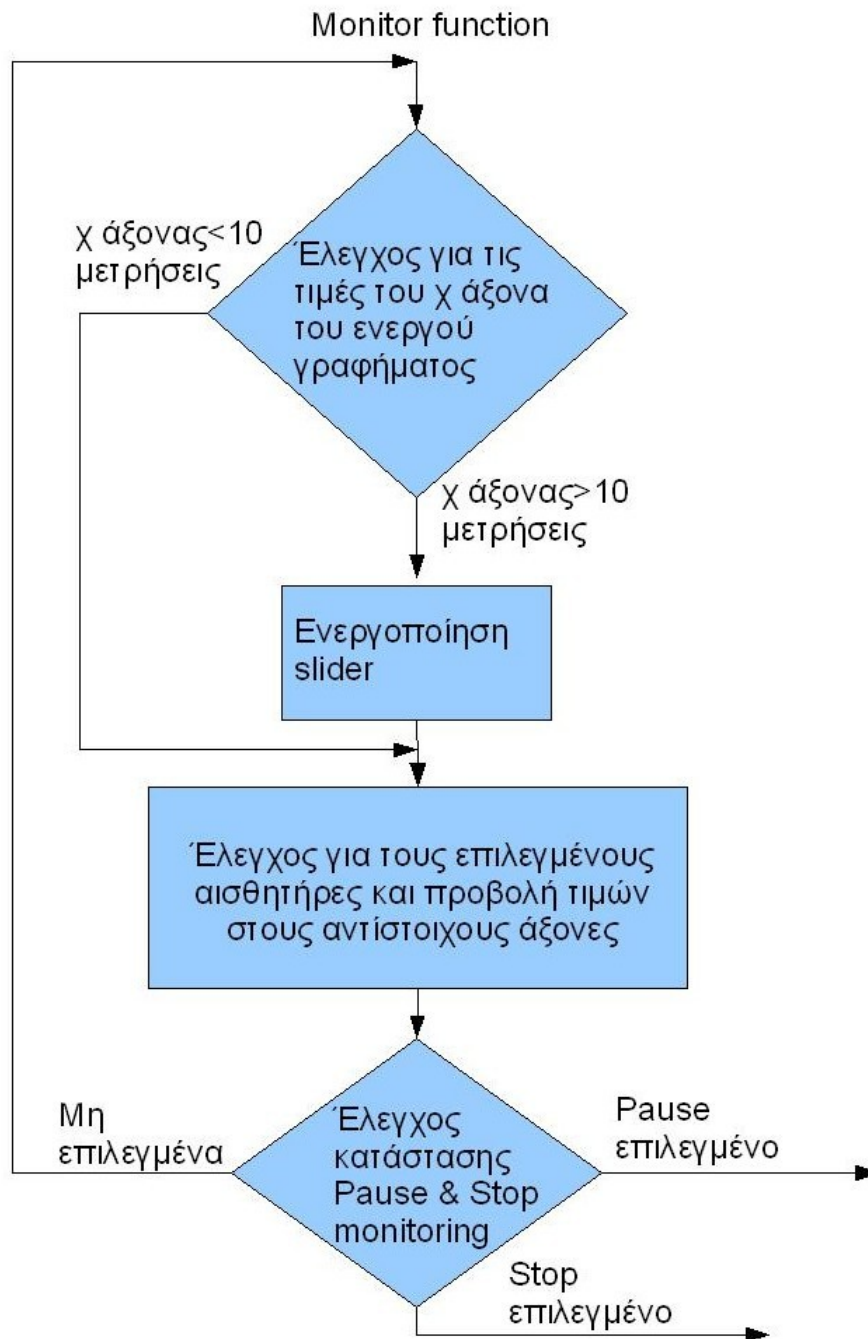 Monitor function
χ άξονας<10
μετρήσεις
Έλεγχος για τις
τιμές του χ άξονα
του ενεργού
γραφήματος
χ άξονας>10
μετρήσεις
Ενεργοποίηση
slider
Έλεγχος για τους επιλεγμένους
αισθητήρες και προβολή τιμών
στους αντίστοιχους άξονες
Μη
επιλεγμένα
Έλεγχος
κατάστασης
Pause & Stop
monitoring
Pause
επιλεγμένο
Stop
επιλεγμένο